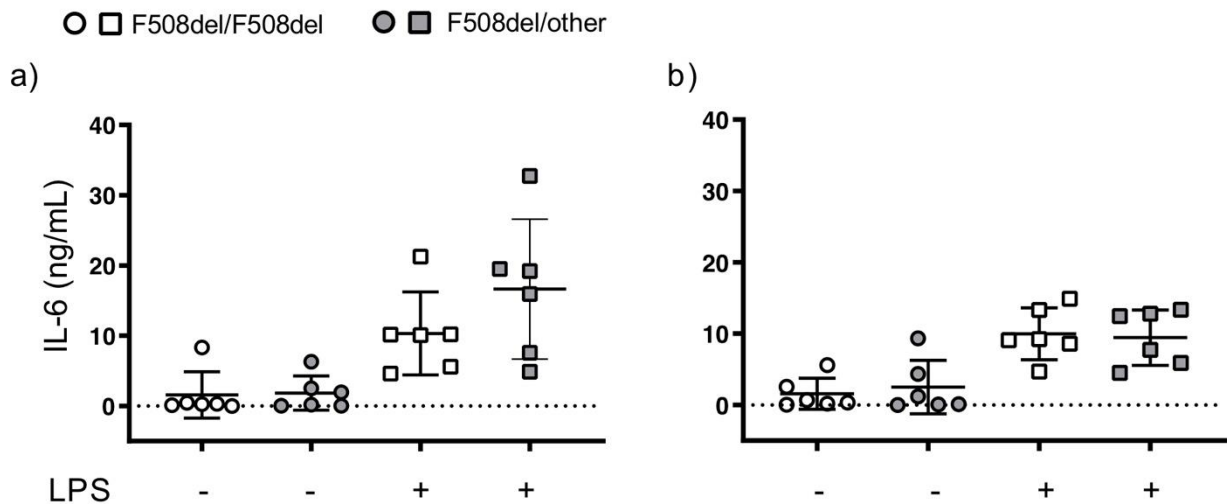 F508del/F508del F508del/other
a) b)
IL-6 (ng/mL)
40 40
30 30
20 20
10 10
0 0
LPS - - + + - - + +